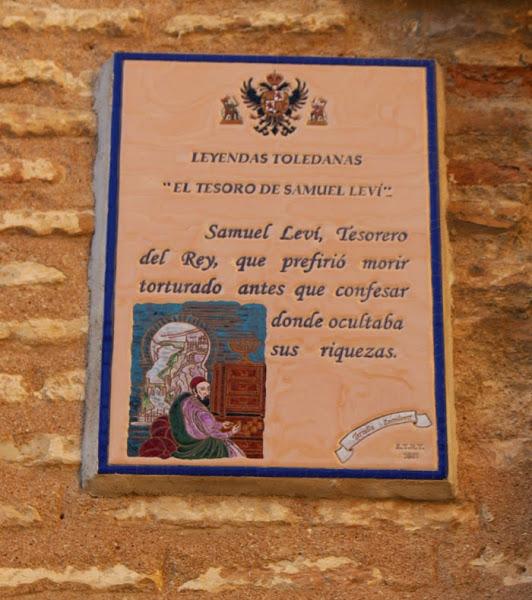 LEYENDAS TOLEDANAS
"EL TESORO DE SAMUEL LEVÍ".
Samuel Leví, Tesorero
del Rey, que prefirió morir
torturado antes que confesar
donde ocultaba
sus riquezas.